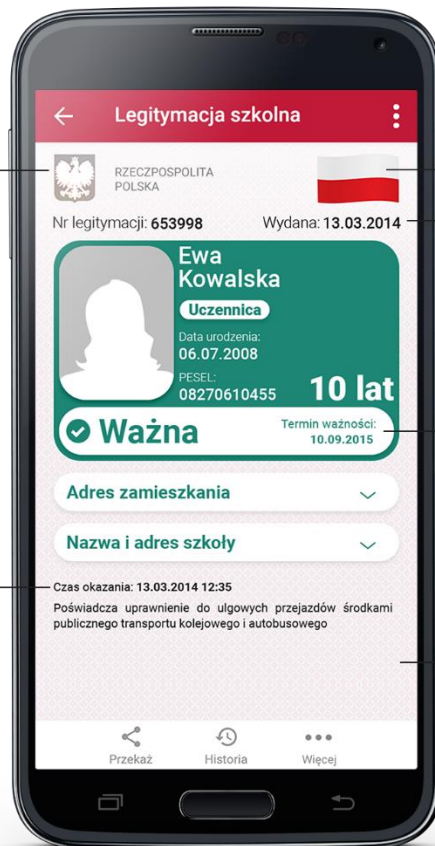 Legitymacja szkolna
RZECZPOSPOLITA
POLSKA
Nr legitymacji: 653998
Wydana: 13.03.2014
Ewa
Kowalska
Uczennica
Data urodzenia:
06.07.2008
PESEL:
08270610455
10 lat
Ważna
Termin ważności:
10.09.2015
Adres zamieszkania
Nazwa i adres szkoły
Czas okazania: 13.03.2014 12:35
Poświadcza uprawnienie do ulgowych przejazdów środkami
publicznego transportu kolejowego i autobusowego
Przekaż
Historia
Więcej